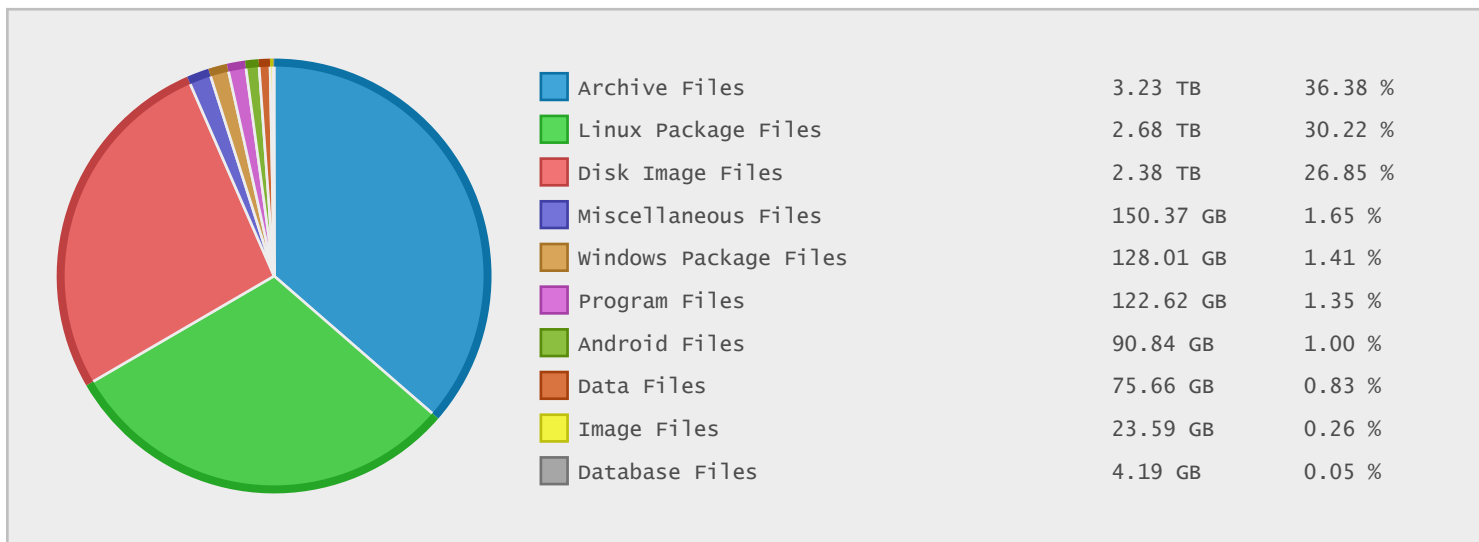 Archive Files 3.23 TB 36.38 %
Linux Package Files 2.68 TB 30.22 %
Disk Image Files 2.38 TB 26.85 %
Miscellaneous Files 150.37 GB 1.65 %
Windows Package Files 128.01 GB 1.41 %
Program Files 122.62 GB 1.35 %
Android Files 90.84 GB 1.00 %
Data Files 75.66 GB 0.83 %
Image Files 23.59 GB 0.26 %
Database Files 4.19 GB 0.05 %